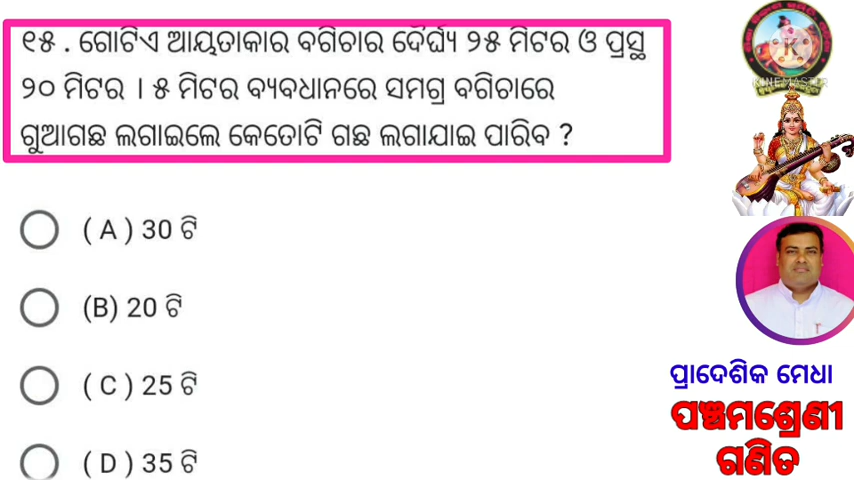 ୧୫ . ଗୋଟିଏ ଆୟତାକାର ବଗିଚାର ଦୈର୍ଘ୍ୟ ୨୫ ମିଟର ଓ ପ୍ରସ୍ଥ
୨୦ ମିଟର । ୫ ମିଟର ବ୍ୟବଧାନରେ ସମଗ୍ର ବଗିଚାରେ
ଗୁଆଗଛ ଲଗାଇଲେ କେତୋଟି ଗଛ ଲଗାଯାଇ ପାରିବ ?
( A ) 30 ଟି
(B) 20 ଟି
( C ) 25 ଟି
( D ) 35 ଟି
K
KINEMASTER
ପ୍ରାଦେଶିକ ମେଧା
ପଞ୍ଚମଶ୍ରେଣୀ
ଗଣିତ